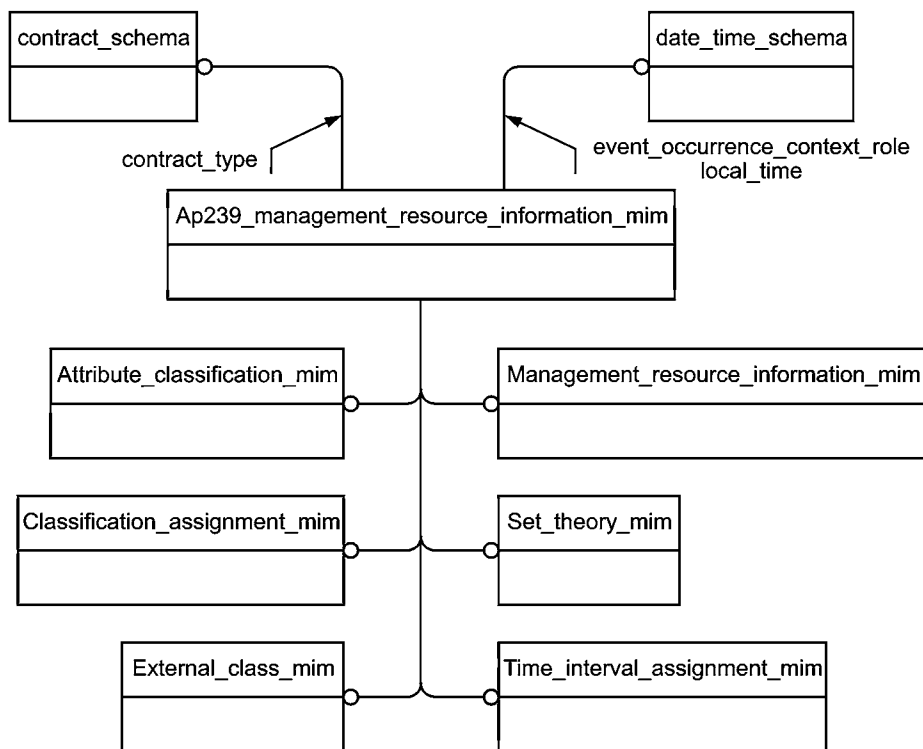 contract_schema
date_time_schema
contract_type
event_occurrence_context_role
local_time
Ap239_management_resource_information_mim
Attribute_classification_mim
Management_resource_information_mim
Classification_assignment_mim
Set_theory_mim
External_class_mim
Time_interval_assignment_mim